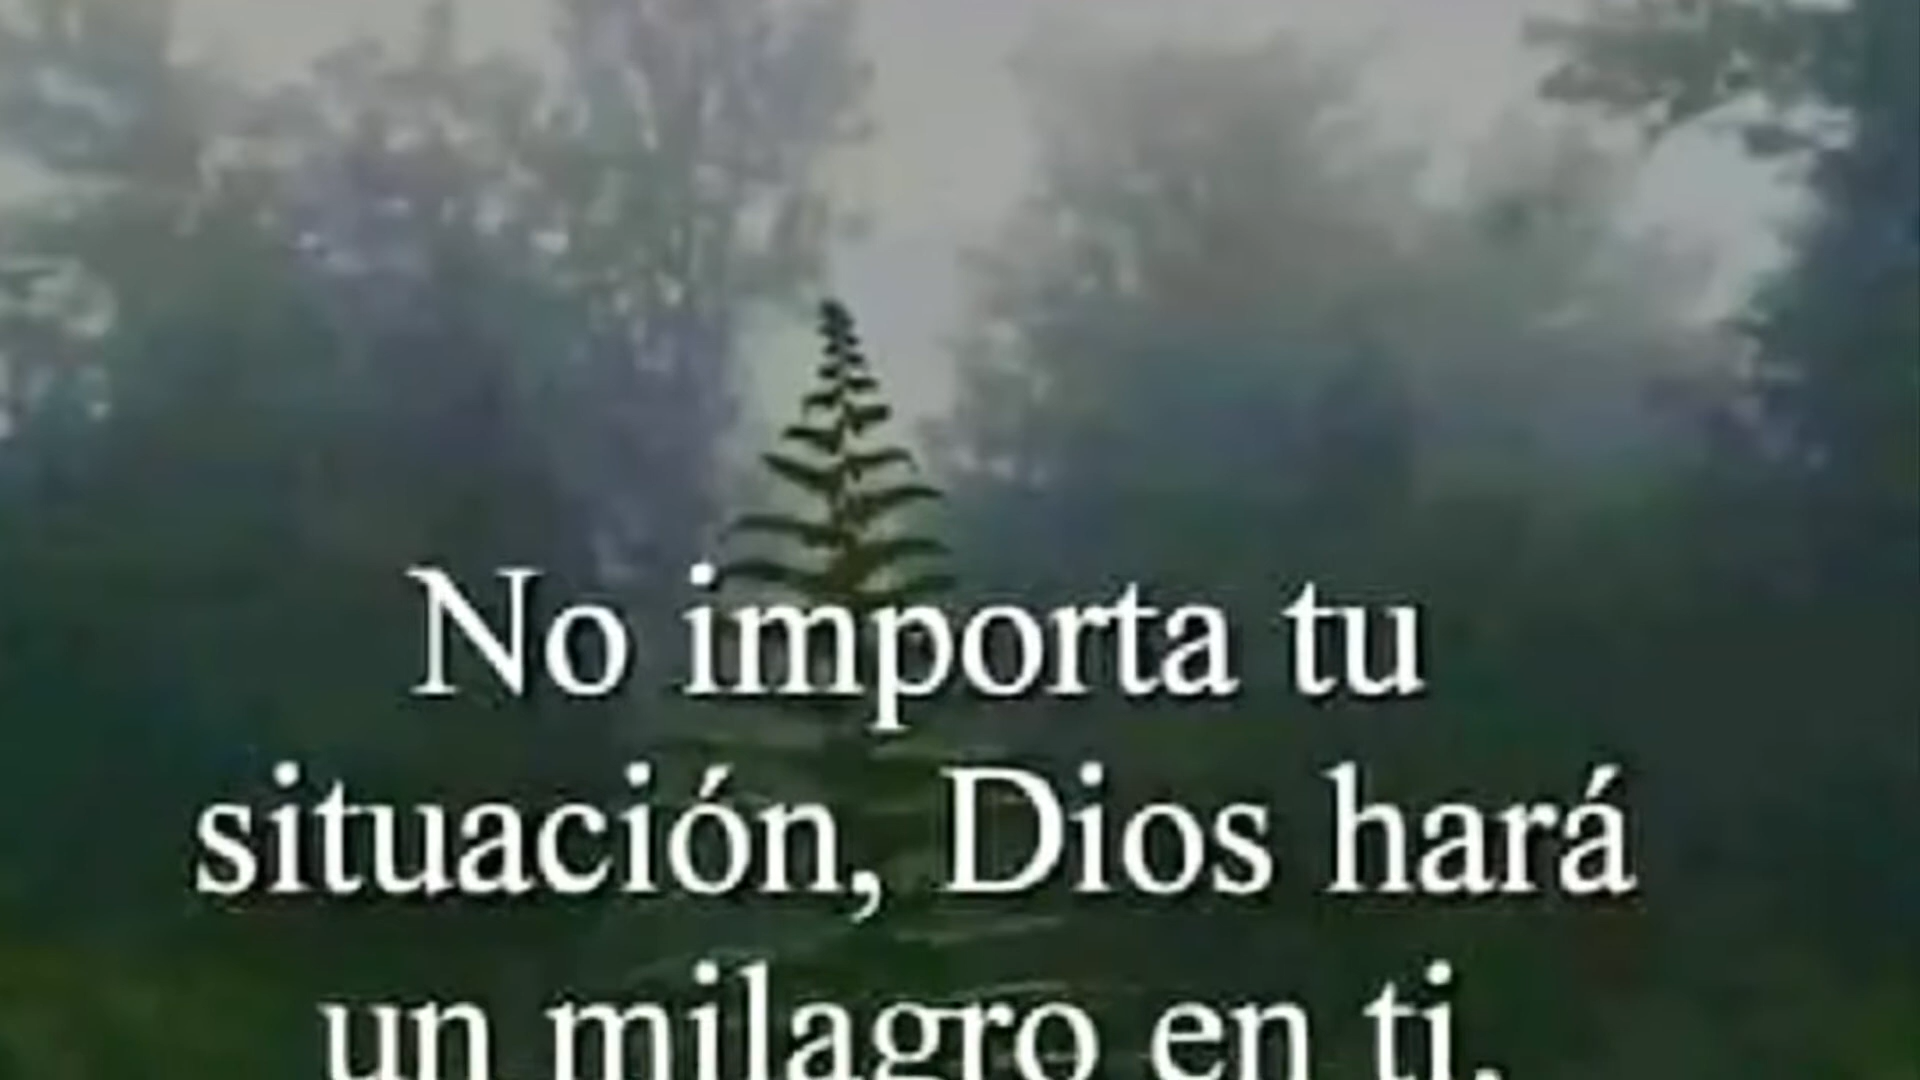 No importa tu
situación, Dios hará
un milagro en ti.